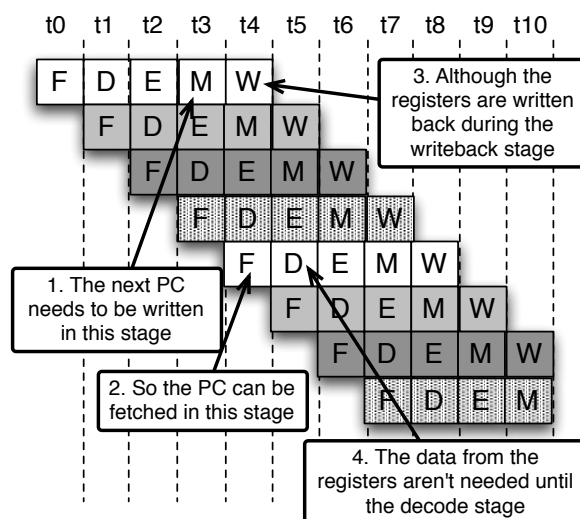 t0 t1 t2 t3 t4 t5 t6 t7 t8 t9 t10
F D E M W
3. Although the
registers are written
back during the
writeback stage
F D E M W
F D E M W
F D E M W
F D E M W
1. The next PC
needs to be written
in this stage
F D E M W
F D E M W
2. So the PC can be
fetched in this stage
F D E M
4. The data from the
registers aren't needed until
the decode stage